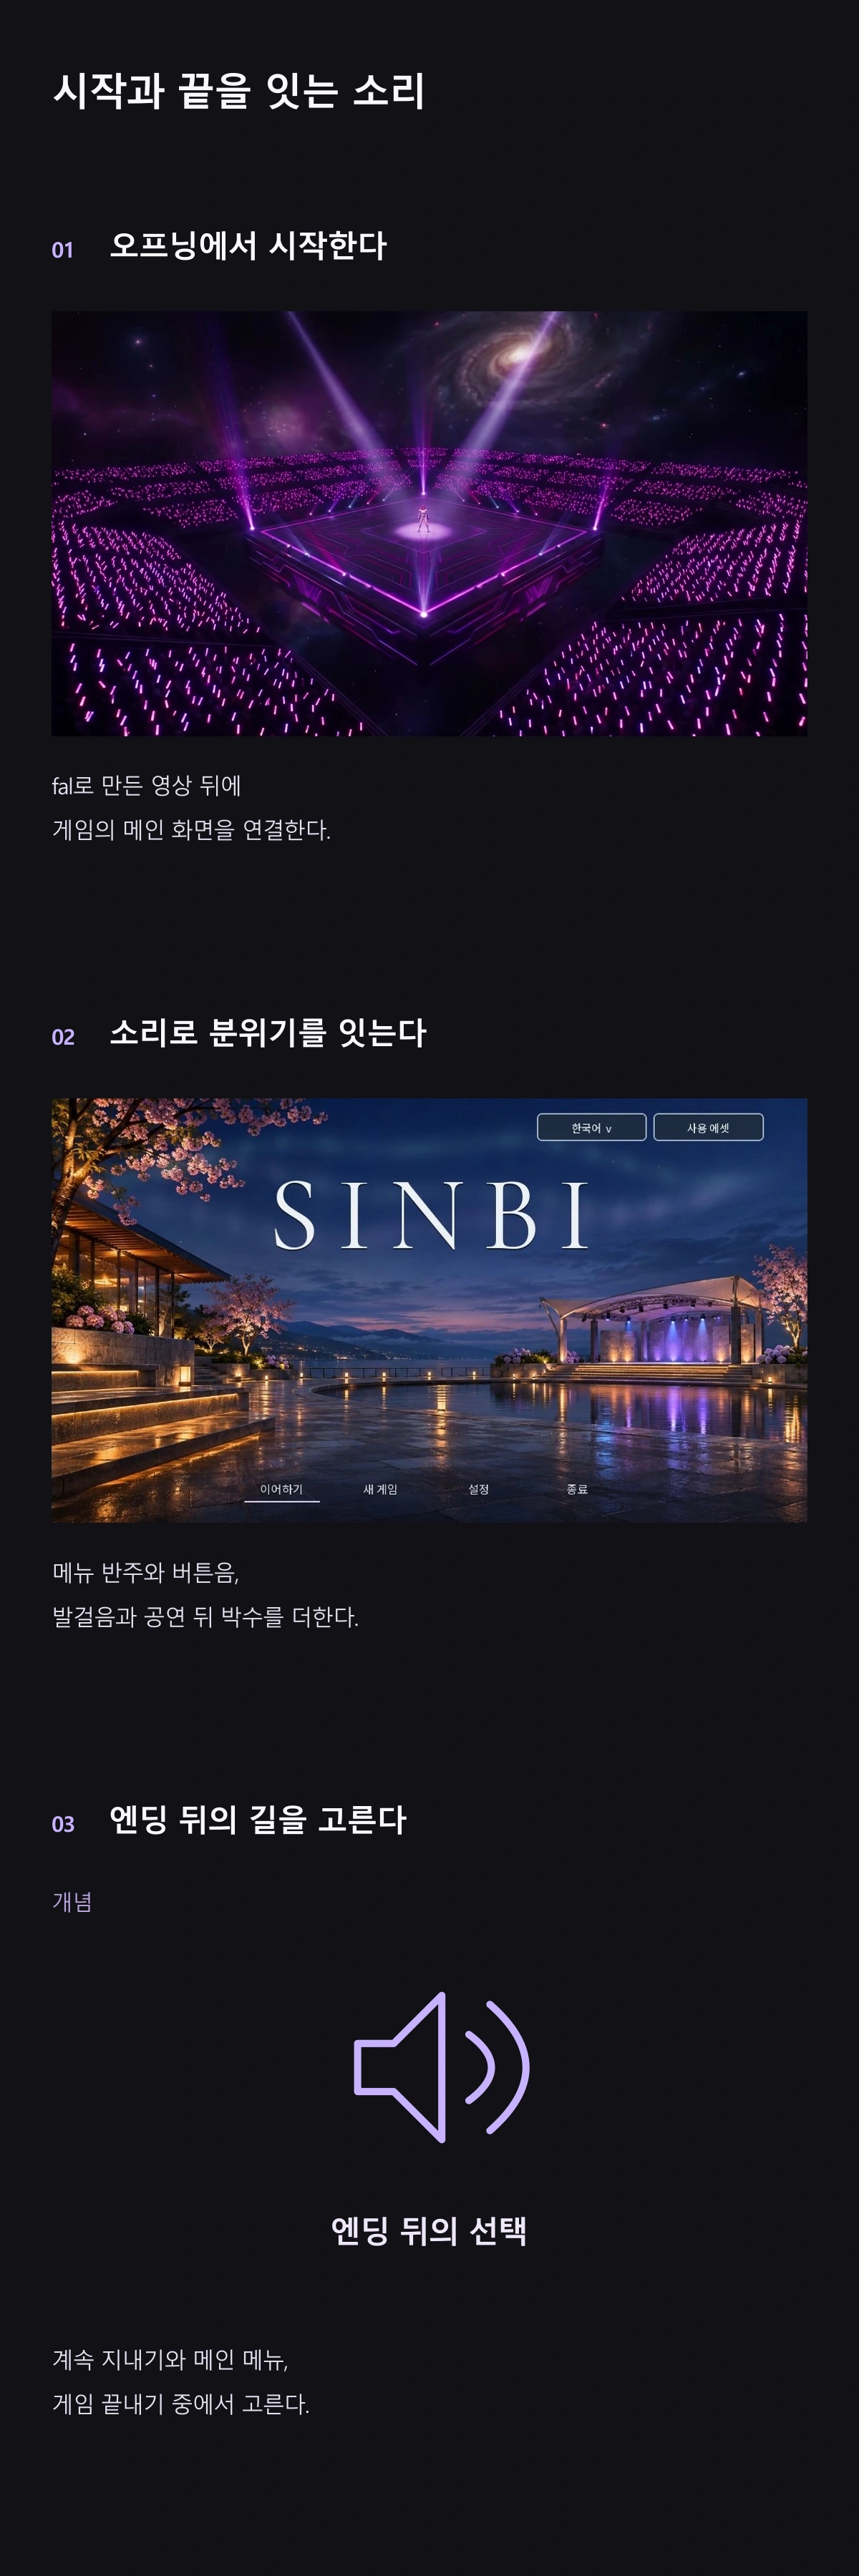 시작과 끝을 잇는 소리
01 오프닝에서 시작한다
fal로 만든 영상 뒤에
게임의 메인 화면을 연결한다.
02 소리로 분위기를 잇는다
한국어 v 사용 에셋
SINBI
이어하기 새 게임 설정 종료
메뉴 반주와 버튼음,
발걸음과 공연 뒤 박수를 더한다.
03 엔딩 뒤의 길을 고른다
개념
엔딩 뒤의 선택
계속 지내기와 메인 메뉴,
게임 끝내기 중에서 고른다.